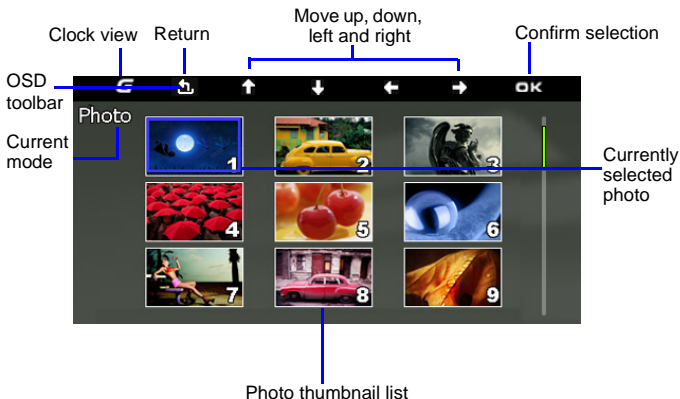 Move up, down,
left and right
Clock view
Return
Confirm selection
OSD
toolbar
OK
Photo
Current
mode
1
2
3
Currently
selected
photo
4
5
6
7
8
9
Photo thumbnail list